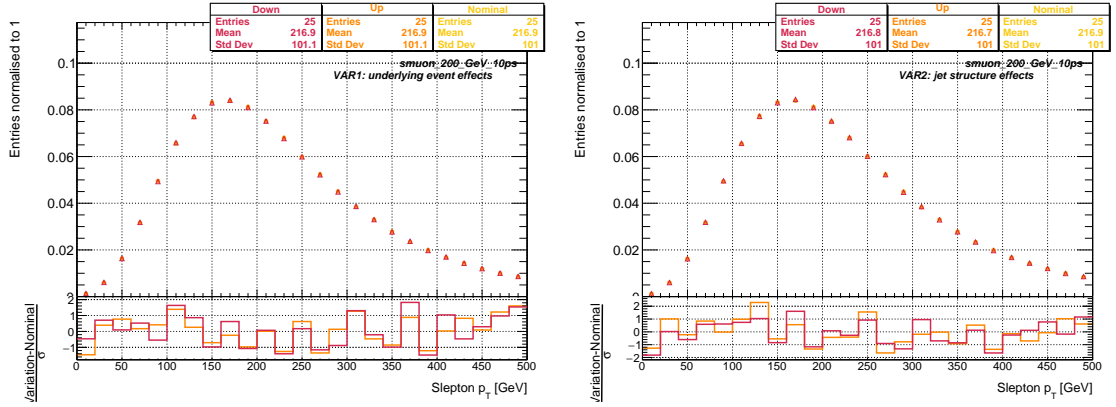 Down Up Nominal
Entries 25 Entries 25 Entries 25
Mean 216.9 Mean 216.9 Mean 216.9
Std Dev 101.1 Std Dev 101.1 Std Dev 101
smuon_200_GeV_10ps
VAR1: underlying event effects
Entries normalised to 1
0.1
0.08
0.06
0.04
0.02
2
1
0
−1
Variation-Nominal
σ
0 50 100 150 200 250 300 350 400 450 500
Slepton p_T [GeV]
Down Up Nominal
Entries 25 Entries 25 Entries 25
Mean 216.8 Mean 216.7 Mean 216.9
Std Dev 101 Std Dev 101 Std Dev 101
smuon_200_GeV_10ps
VAR2: jet structure effects
Entries normalised to 1
0.1
0.08
0.06
0.04
0.02
2
1
0
−1
−2
Variation-Nominal
σ
0 50 100 150 200 250 300 350 400 450 500
Slepton p_T [GeV]